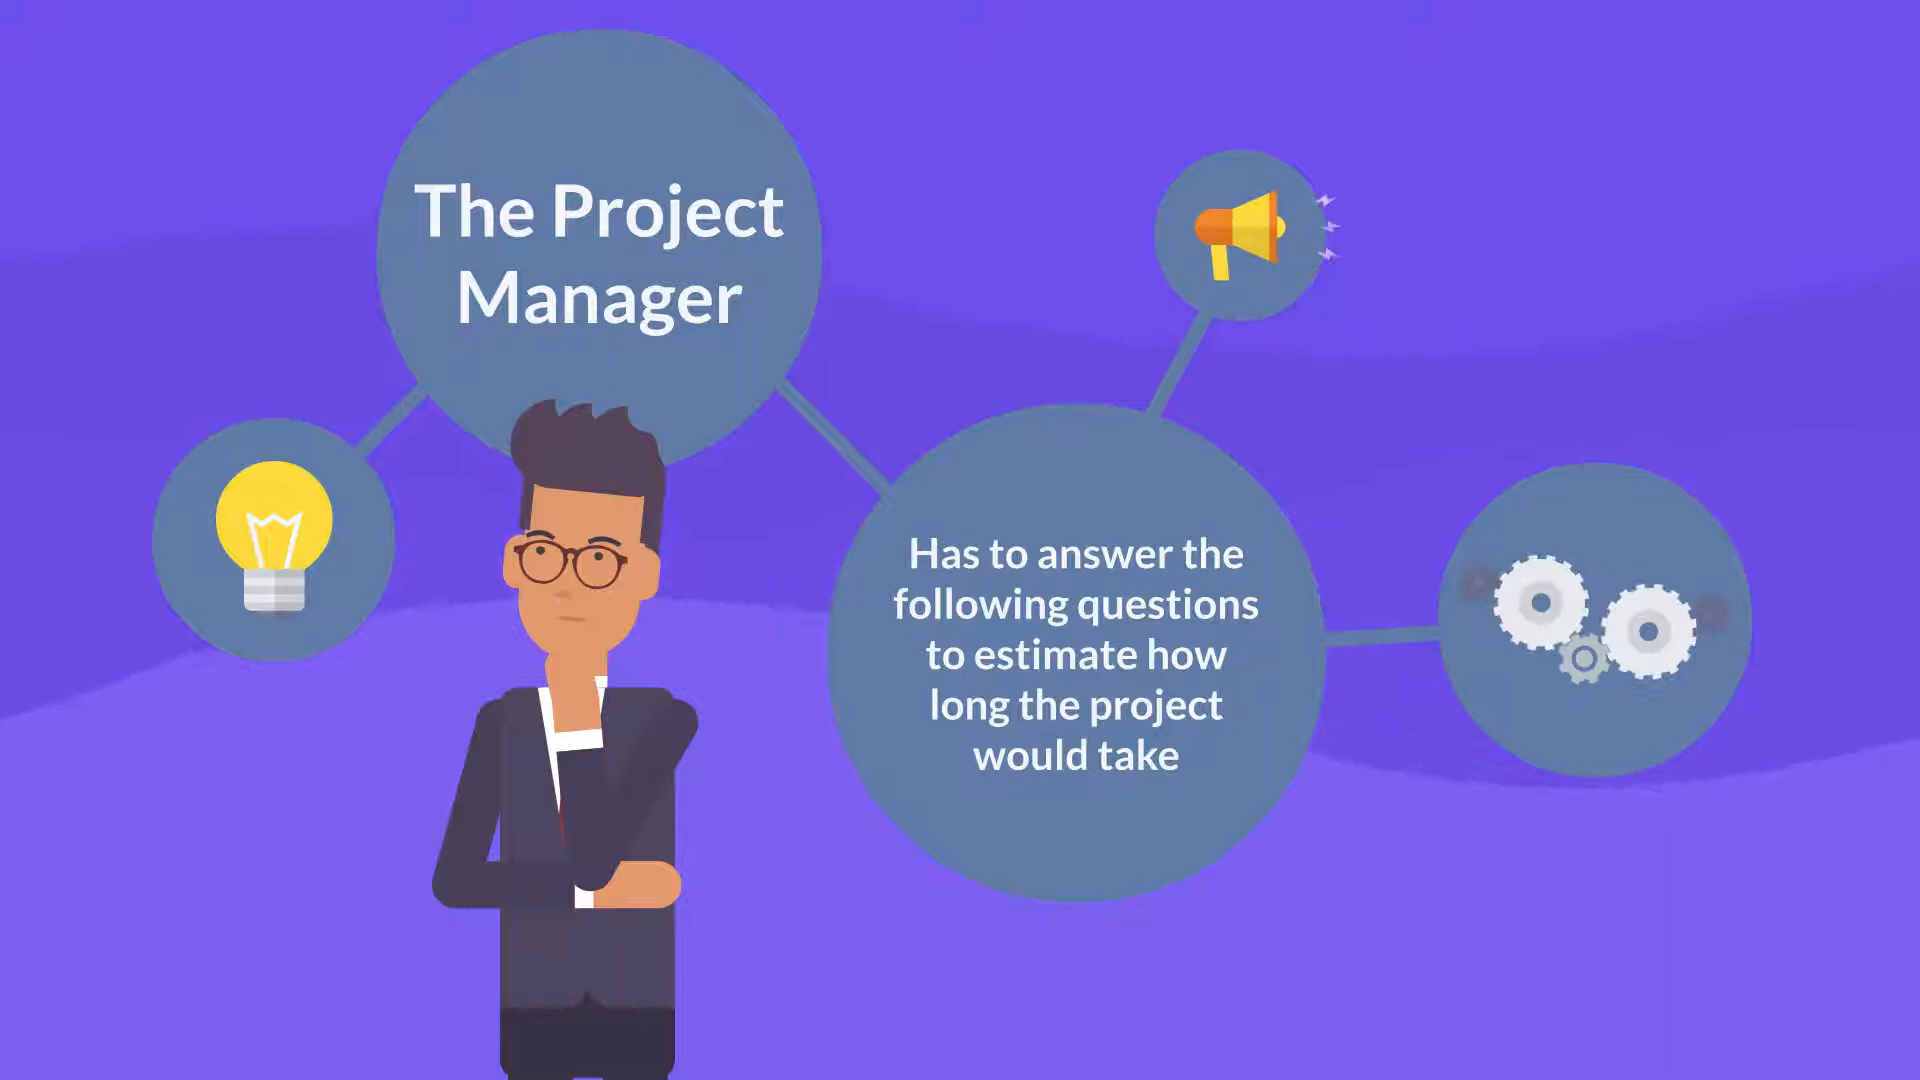 The Project
Manager
Has to answer the
following questions
to estimate how
long the project
would take